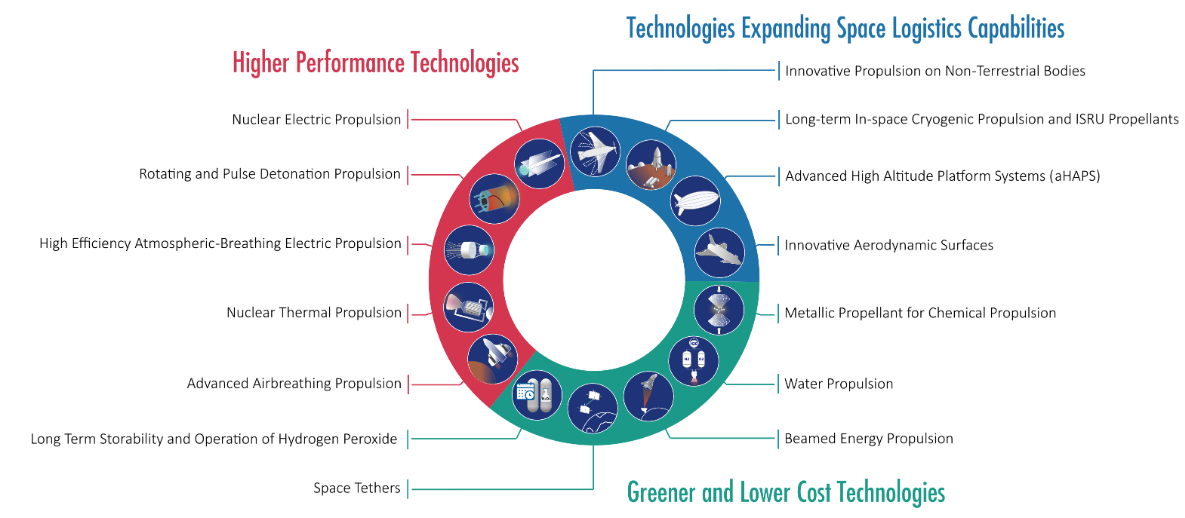 Technologies Expanding Space Logistics Capabilities
Higher Performance Technologies
Innovative Propulsion on Non-Terrestrial Bodies
Nuclear Electric Propulsion
Long-term In-space Cryogenic Propulsion and ISRU Propellants
Rotating and Pulse Detonation Propulsion
Advanced High Altitude Platform Systems (aHAPS)
High Efficiency Atmospheric-Breathing Electric Propulsion
Innovative Aerodynamic Surfaces
Nuclear Thermal Propulsion
Metallic Propellant for Chemical Propulsion
Advanced Airbreathing Propulsion
Water Propulsion
Long Term Storability and Operation of Hydrogen Peroxide
Beamed Energy Propulsion
Space Tethers
Greener and Lower Cost Technologies